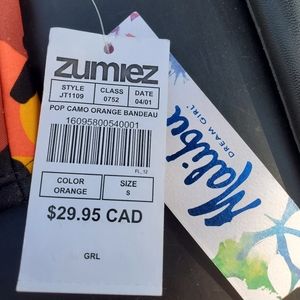 zumiez
STYLE CLASS DATE
JT1109 0752 04/01
POP CAMO ORANGE BANDEAU
16095800540001
FL_12
COLOR SIZE
ORANGE S
$29.95 CAD
GRL
Malibu
DREAM GIRL